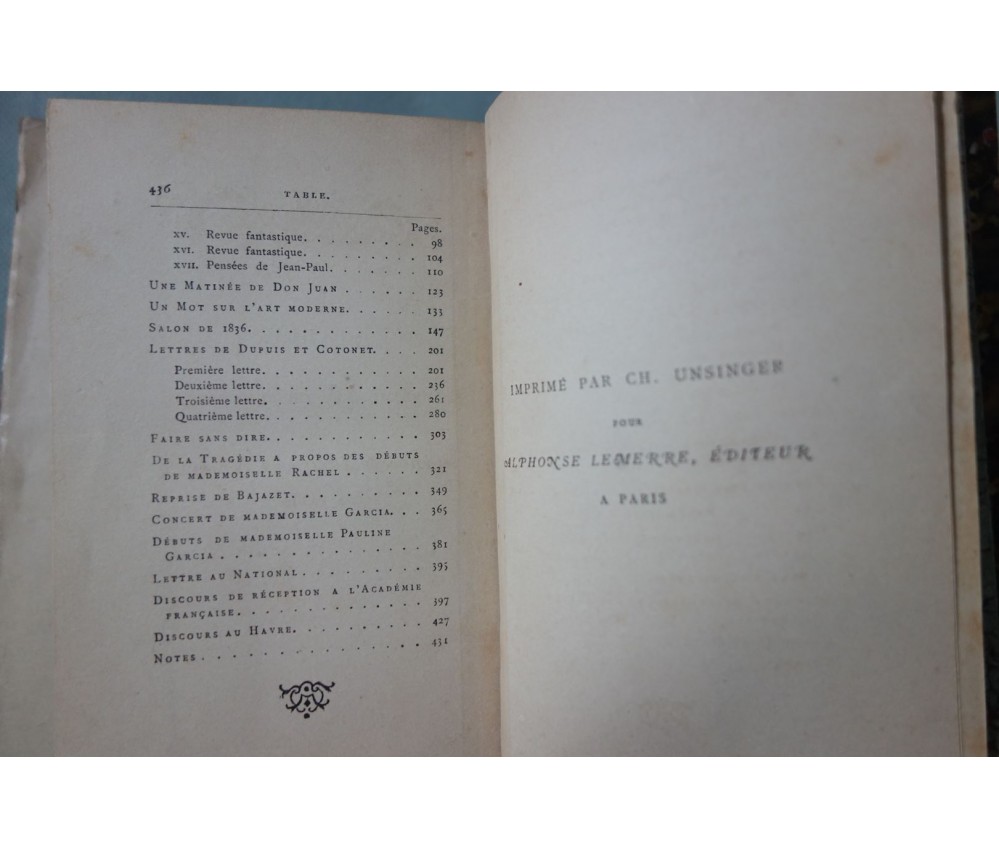 436 TABLE.
Pages.
xv. Revue fantastique. . . . . . . . . 98
xvi. Revue fantastique. . . . . . . . . 104
xvii. Pensées de Jean-Paul. . . . . . . 110
Une Matinée de Don Juan . . . . . . 123
Un Mot sur l'art moderne. . . . . . 133
Salon de 1836. . . . . . . . . . . . . 147
Lettres de Dupuis et Cotonet. . . . 201
Première lettre. . . . . . . . . . . . 201
Deuxième lettre. . . . . . . . . . . . 236
Troisième lettre. . . . . . . . . . . . 261
Quatrième lettre. . . . . . . . . . . . 280
Faire sans dire. . . . . . . . . . . . 303
De la Tragédie a propos des débuts
de mademoiselle Rachel . . . . . . 321
Reprise de Bajazet. . . . . . . . . . 349
Concert de mademoiselle Garcia. . . 365
Débuts de mademoiselle Pauline
Garcia . . . . . . . . . . . . . . . 381
Lettre au National . . . . . . . . . 395
Discours de réception a l'Académie
française. . . . . . . . . . . . . . 397
Discours au Havre. . . . . . . . . . 427
Notes . . . . . . . . . . . . . . . . 431
IMPRIMÉ PAR CH. UNSINGER
POUR
ALPHONSE LEMERRE, ÉDITEUR
A PARIS